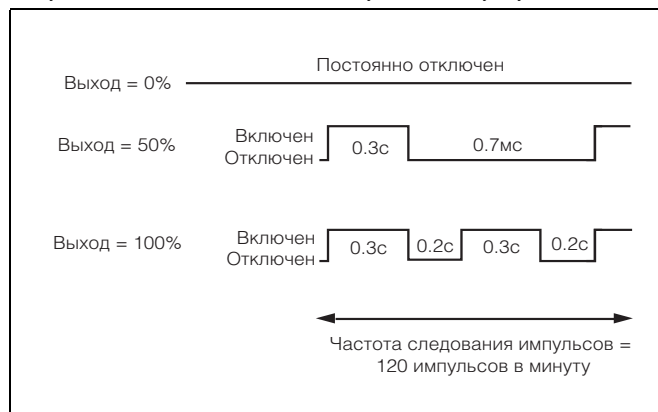 Постоянно отключен
Выход = 0%
Выход = 50%
Включен
Отключен
0.3с
0.7мс
Выход = 100%
Включен
Отключен
0.3с
0.2с
0.3с
0.2с
Частота следования импульсов =
120 импульсов в минуту